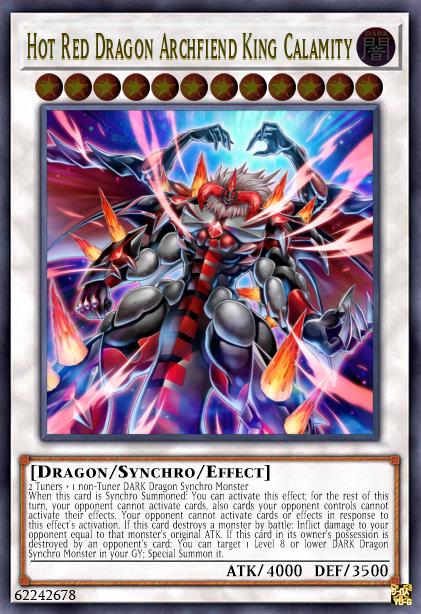 Hot Red Dragon Archfiend King Calamity
DARK
闇
[Dragon/Synchro/Effect]
2 Tuners + 1 non-Tuner DARK Dragon Synchro Monster
When this card is Synchro Summoned: You can activate this effect; for the rest of this
turn, your opponent cannot activate cards, also cards your opponent controls cannot
activate their effects. Your opponent cannot activate cards or effects in response to
this effect's activation. If this card destroys a monster by battle: Inflict damage to your
opponent equal to that monster's original ATK. If this card in its owner's possession is
destroyed by an opponent's card: You can target 1 Level 8 or lower DARK Dragon
Synchro Monster in your GY; Special Summon it.
ATK/4000 DEF/3500
62242678